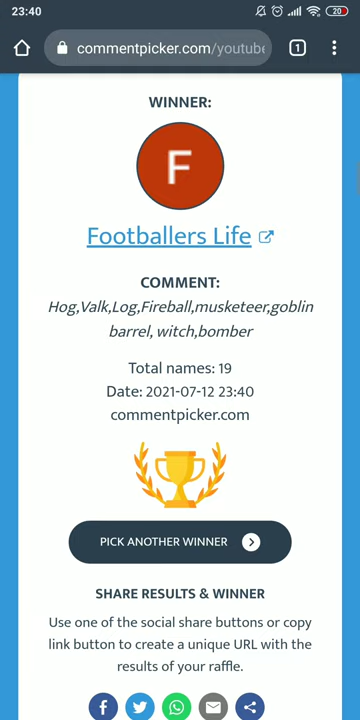 23:40
20
commentpicker.com/youtube
1
WINNER:
F
Footballers Life
COMMENT:
Hog,Valk,Log,Fireball,musketeer,goblin
barrel, witch,bomber
Total names: 19
Date: 2021-07-12 23:40
commentpicker.com
PICK ANOTHER WINNER
SHARE RESULTS & WINNER
Use one of the social share buttons or copy
link button to create a unique URL with the
results of your raffle.